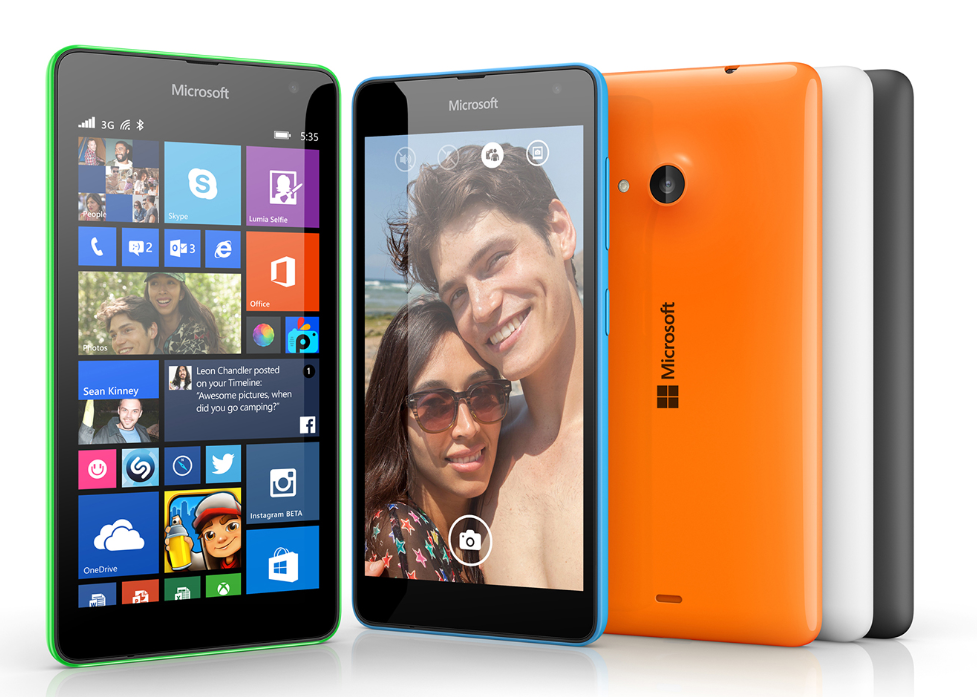 Microsoft
3G
5:35
People
Skype
Lumia Selfie
2
3
Office
Photos
Sean Kinney
Leon Chandler posted
on your Timeline:
"Awesome pictures, when
did you go camping?"
1
Instagram BETA
OneDrive
Microsoft
Microsoft